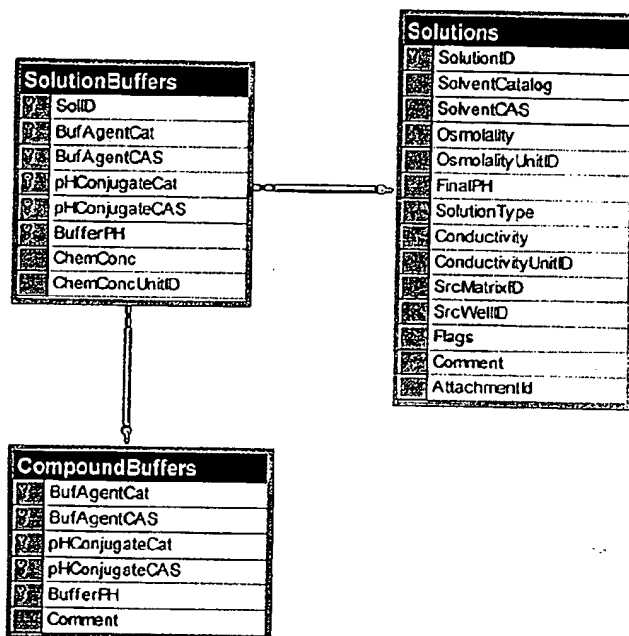 Solutions
SolutionID
SolventCatalog
SolventCAS
Osmolality
OsmolalityUnitID
FinalPH
SolutionType
Conductivity
ConductivityUnitID
SrcMatrixID
SrcWellID
Flags
Comment
AttachmentId
SolutionBuffers
SolID
BufAgentCat
BufAgentCAS
pHConjugateCat
pHConjugateCAS
BufferPH
ChemConc
ChemConcUnitID
CompoundBuffers
BufAgentCat
BufAgentCAS
pHConjugateCat
pHConjugateCAS
BufferPH
Comment